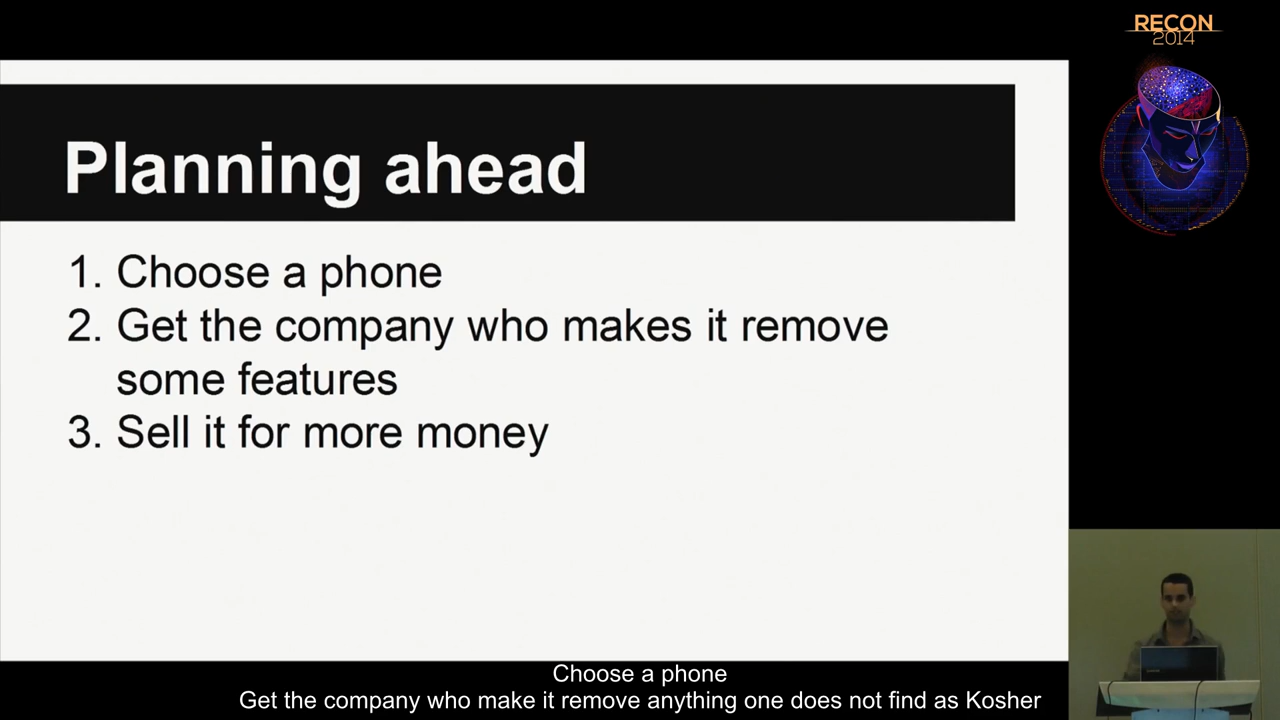 RECON
2014
Planning ahead
1. Choose a phone
2. Get the company who makes it remove
some features
3. Sell it for more money
Choose a phone
Get the company who make it remove anything one does not find as Kosher